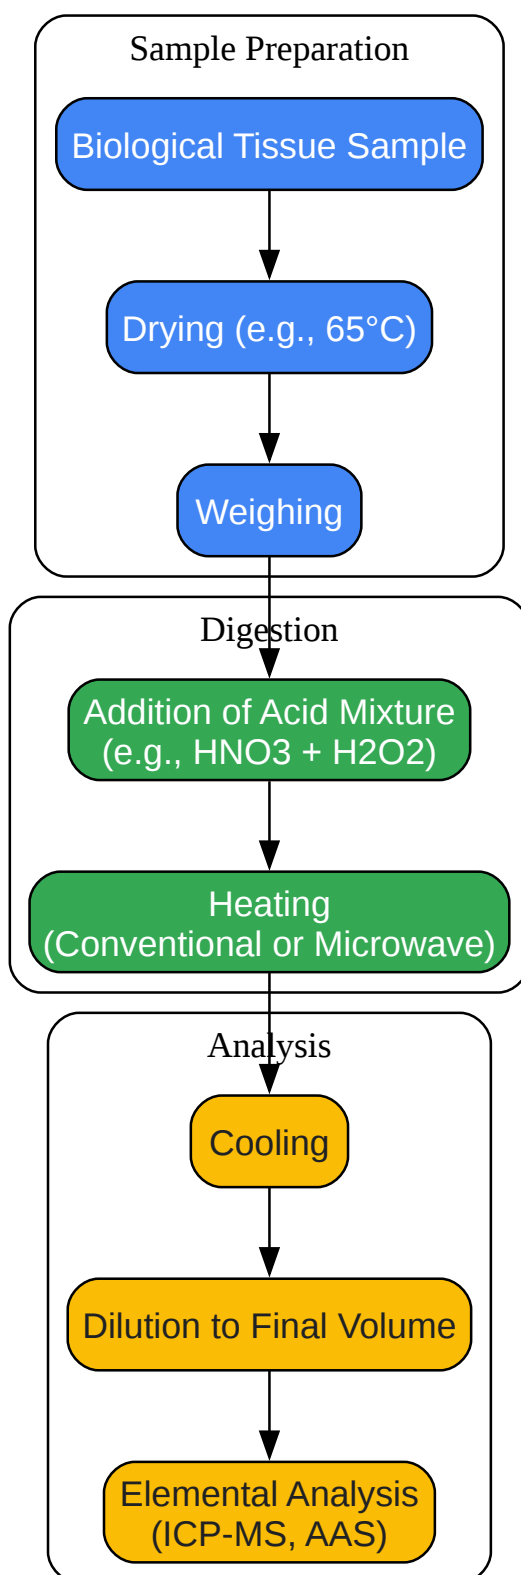 Sample Preparation
Biological Tissue Sample
Drying (e.g., 65°C)
Weighing
Digestion
Addition of Acid Mixture
(e.g., HNO3 + H2O2)
Heating
(Conventional or Microwave)
Analysis
Cooling
Dilution to Final Volume
Elemental Analysis
(ICP-MS, AAS)